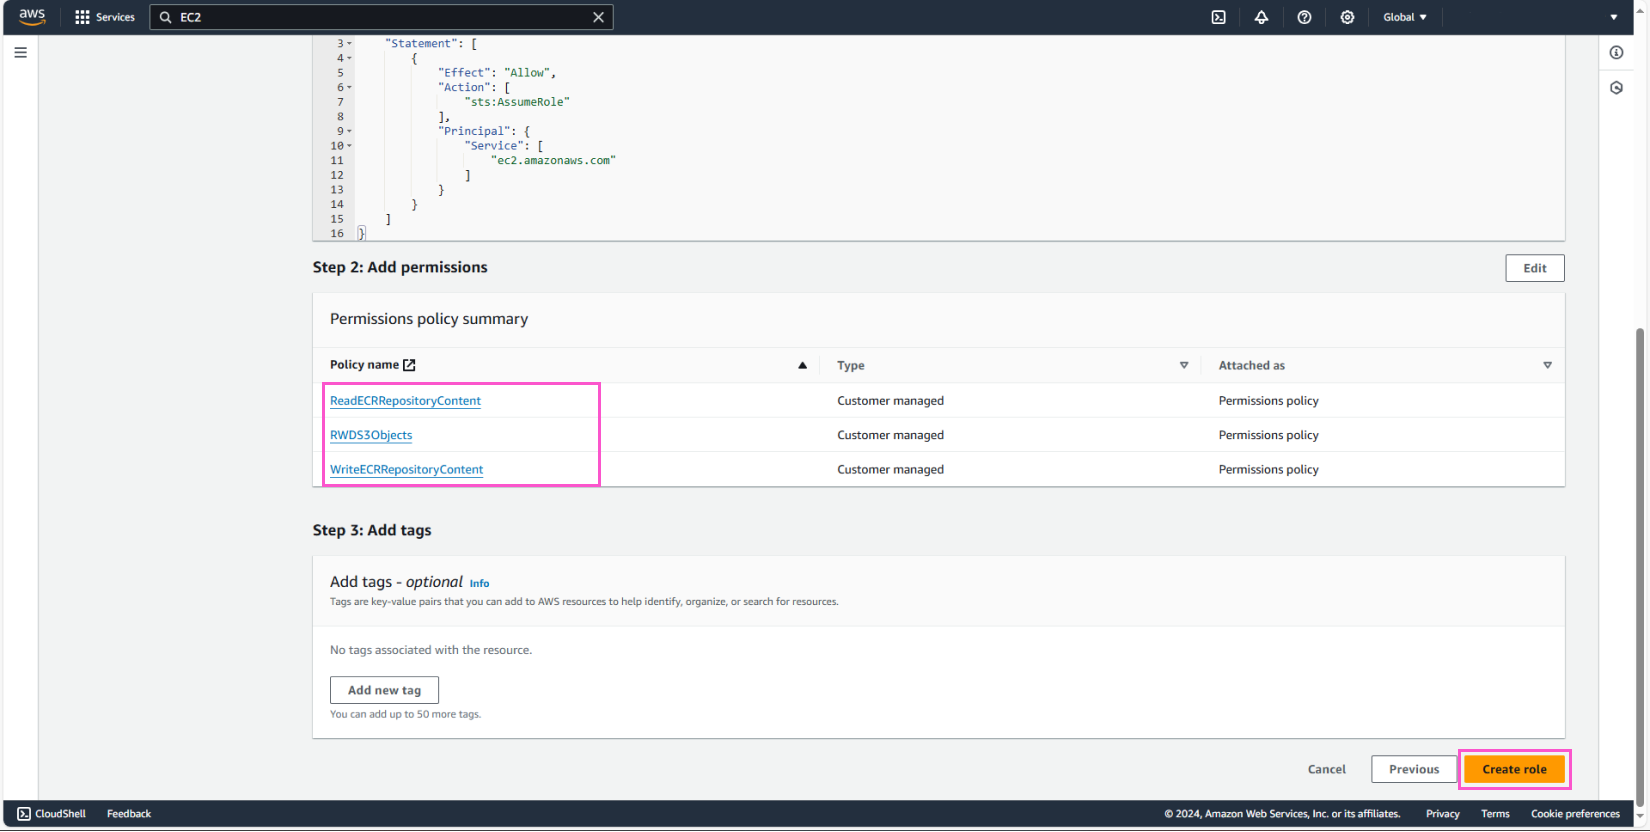 aws Services EC2 Global
3 "Statement": [
4 {
5 "Effect": "Allow",
6 "Action": [
7 "sts:AssumeRole"
8 ],
9 "Principal": {
10 "Service": [
11 "ec2.amazonaws.com"
12 ]
13 }
14 }
15 ]
16 }
Step 2: Add permissions Edit
Permissions policy summary
Policy name Type Attached as
ReadECRRepositoryContent Customer managed Permissions policy
RWDS3Objects Customer managed Permissions policy
WriteECRRepositoryContent Customer managed Permissions policy
Step 3: Add tags
Add tags - optional Info
Tags are key-value pairs that you can add to AWS resources to help identify, organize, or search for resources.
No tags associated with the resource.
Add new tag
You can add up to 50 more tags.
Cancel Previous Create role
CloudShell Feedback © 2024, Amazon Web Services, Inc. or its affiliates. Privacy Terms Cookie preferences